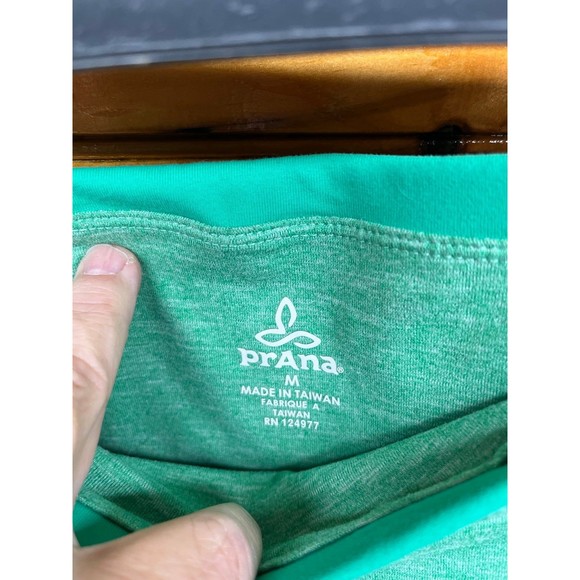 prAna®
M
MADE IN TAIWAN
FABRIQUE A
TAIWAN
RN 124977